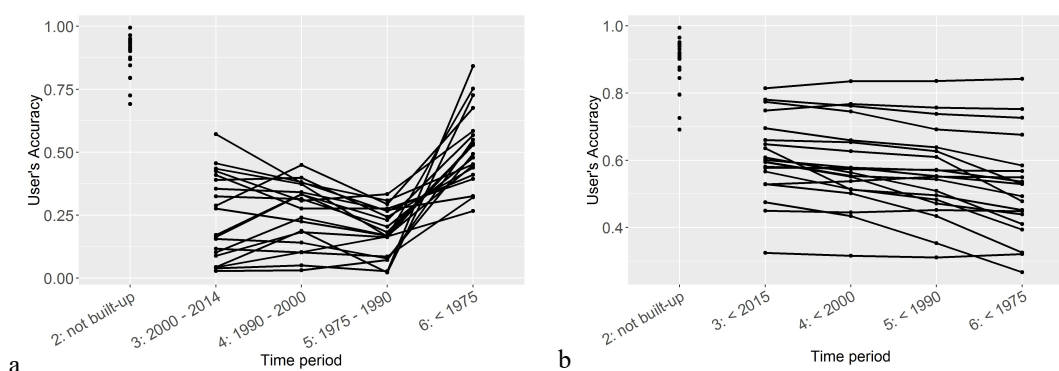 1.00
0.75
0.50
0.25
0.00
User's Accuracy
2: not built-up
3: 2000 - 2014
4: 1990 - 2000
5: 1975 - 1990
6: < 1975
Time period
a
1.0
0.8
0.6
0.4
User's Accuracy
2: not built-up
3: < 2015
4: < 2000
5: < 1990
6: < 1975
Time period
b